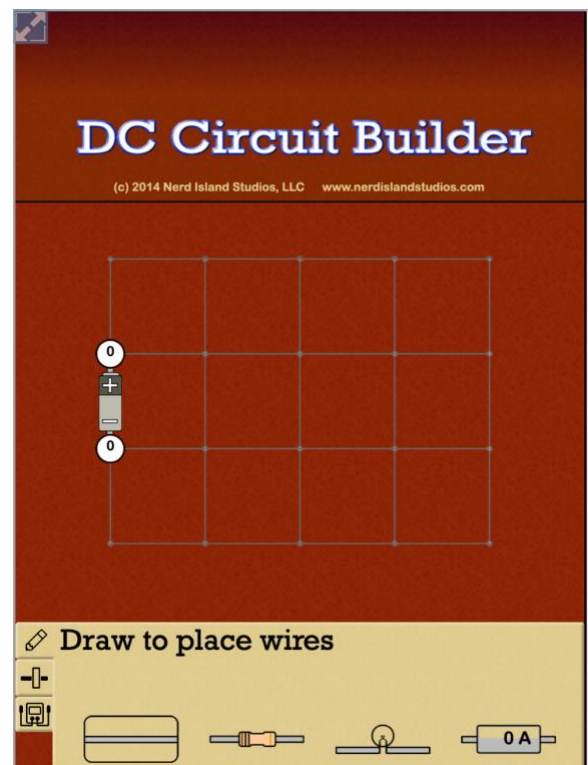 DC Circuit Builder
(c) 2014 Nerd Island Studios, LLC www.nerdislandstudios.com
0
+
−
0
Draw to place wires
0 A